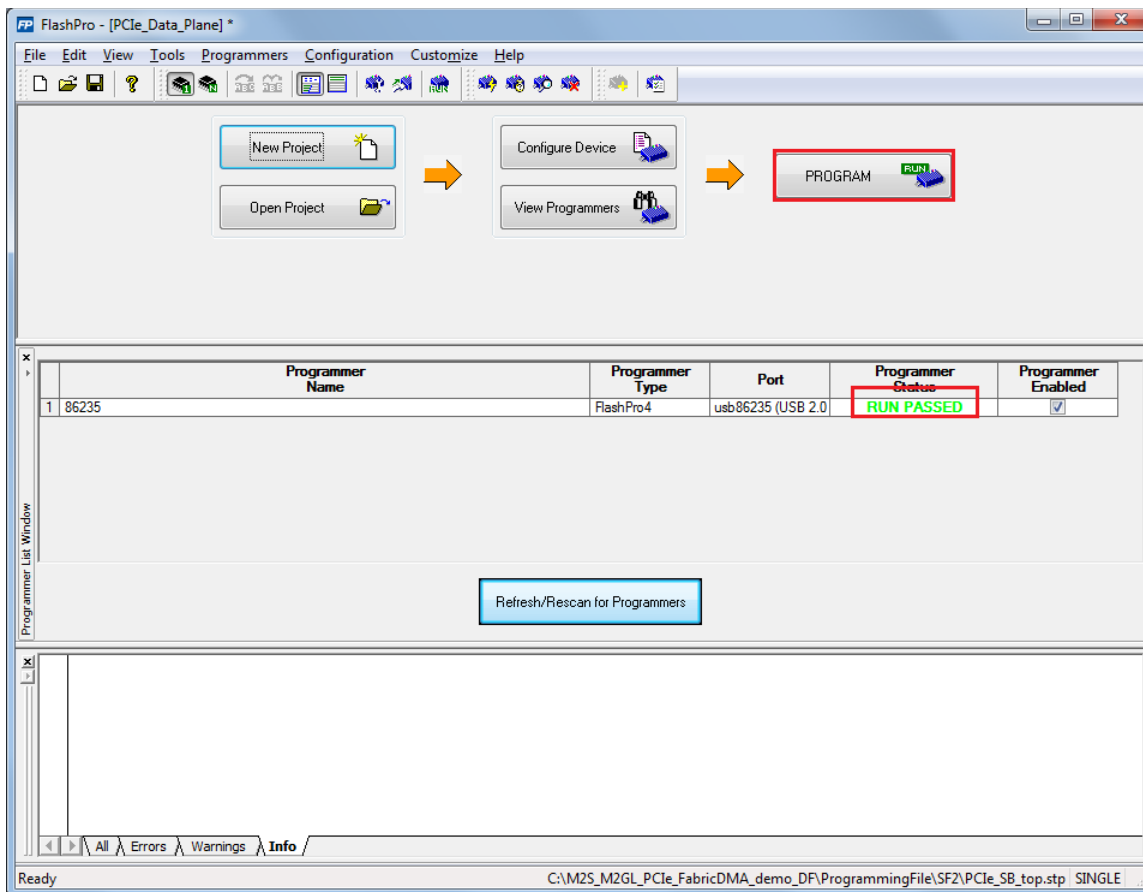 FP FlashPro - [PCIe_Data_Plane] *
File Edit View Tools Programmers Configuration Customize Help
New Project
Configure Device
PROGRAM
RUN
Open Project
View Programmers
Programmer Name
Programmer Type
Port
Programmer Status
Programmer Enabled
1 86235 FlashPro4 usb86235 (USB 2.0 RUN PASSED
Programmer List Window
Refresh/Rescan for Programmers
All Errors Warnings Info
Ready C:\M2S_M2GL_PCIe_FabricDMA_demo_DF\ProgrammingFile\SF2\PCIe_SB_top.stp SINGLE